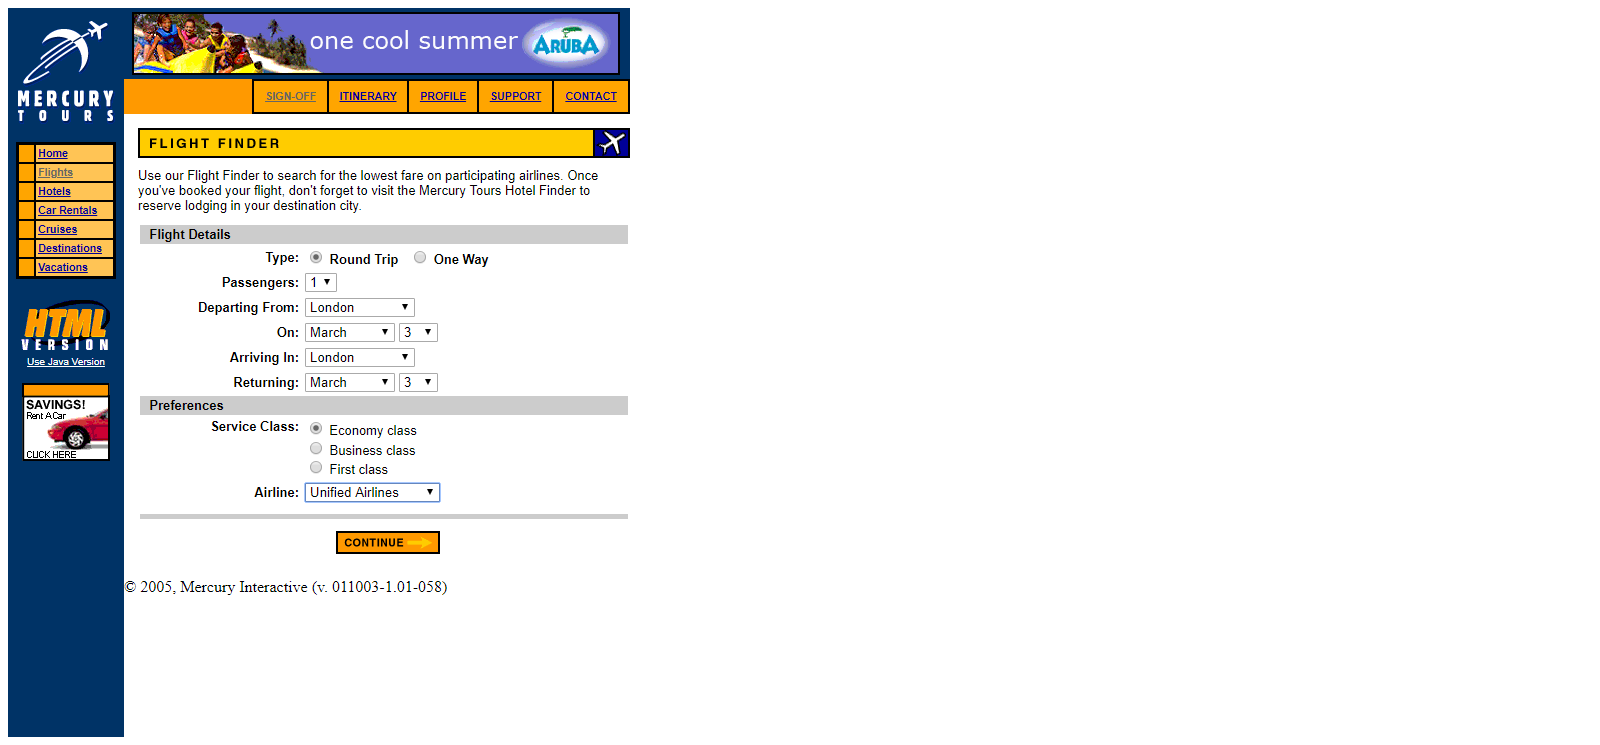 one cool summer ARUBA
MERCURY
TOURS
SIGN-OFF ITINERARY PROFILE SUPPORT CONTACT
Home
Flights
Hotels
Car Rentals
Cruises
Destinations
Vacations
HTML
VERSION
Use Java Version
SAVINGS!
Rent A Car
CLICK HERE
FLIGHT FINDER
Use our Flight Finder to search for the lowest fare on participating airlines. Once
you've booked your flight, don't forget to visit the Mercury Tours Hotel Finder to
reserve lodging in your destination city.
Flight Details
Type: Round Trip One Way
Passengers: 1
Departing From: London
On: March 3
Arriving In: London
Returning: March 3
Preferences
Service Class: Economy class
Business class
First class
Airline: Unified Airlines
CONTINUE
© 2005, Mercury Interactive (v. 011003-1.01-058)